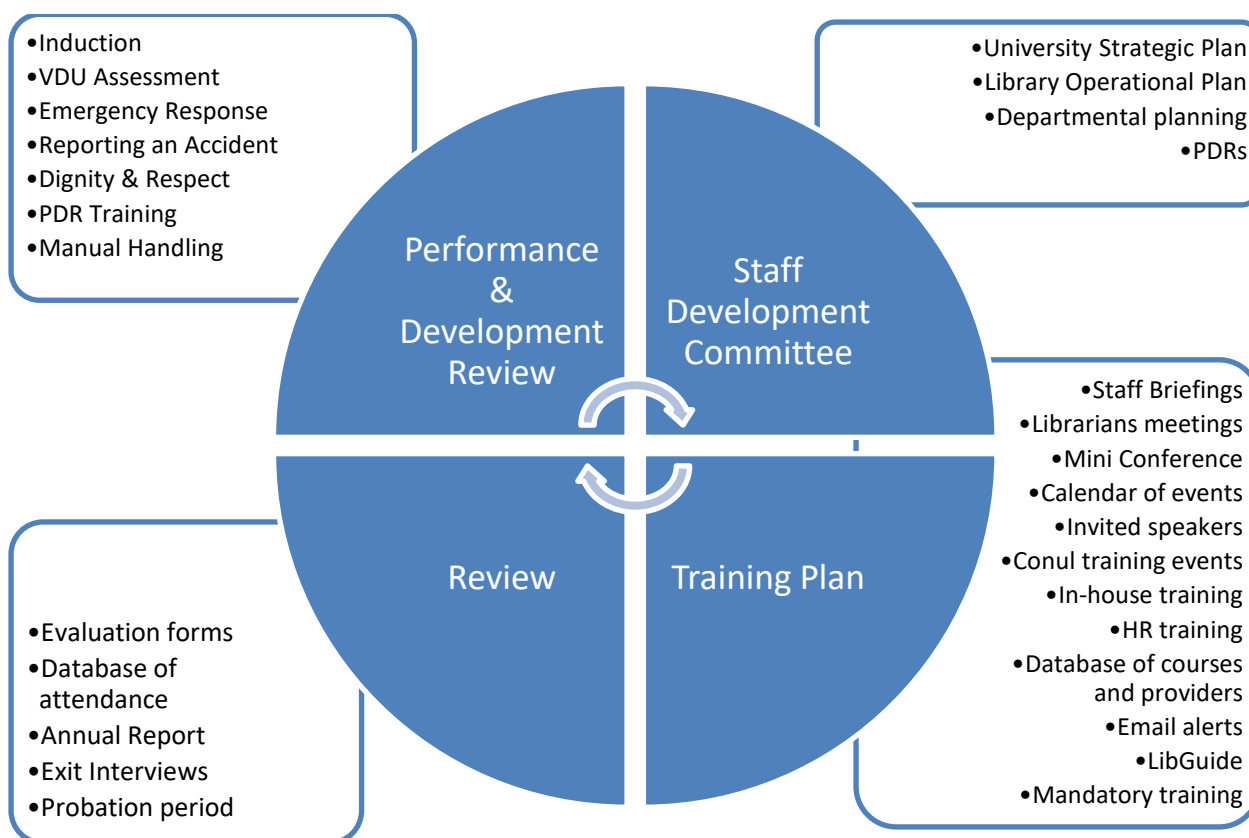 •Induction
•VDU Assessment
•Emergency Response
•Reporting an Accident
•Dignity & Respect
•PDR Training
•Manual Handling
•University Strategic Plan
•Library Operational Plan
•Departmental planning
•PDRs
Performance
&
Development
Review
Staff
Development
Committee
Review
Training Plan
•Evaluation forms
•Database of
attendance
•Annual Report
•Exit Interviews
•Probation period
•Staff Briefings
•Librarians meetings
•Mini Conference
•Calendar of events
•Invited speakers
•Conul training events
•In-house training
•HR training
•Database of courses
and providers
•Email alerts
•LibGuide
•Mandatory training